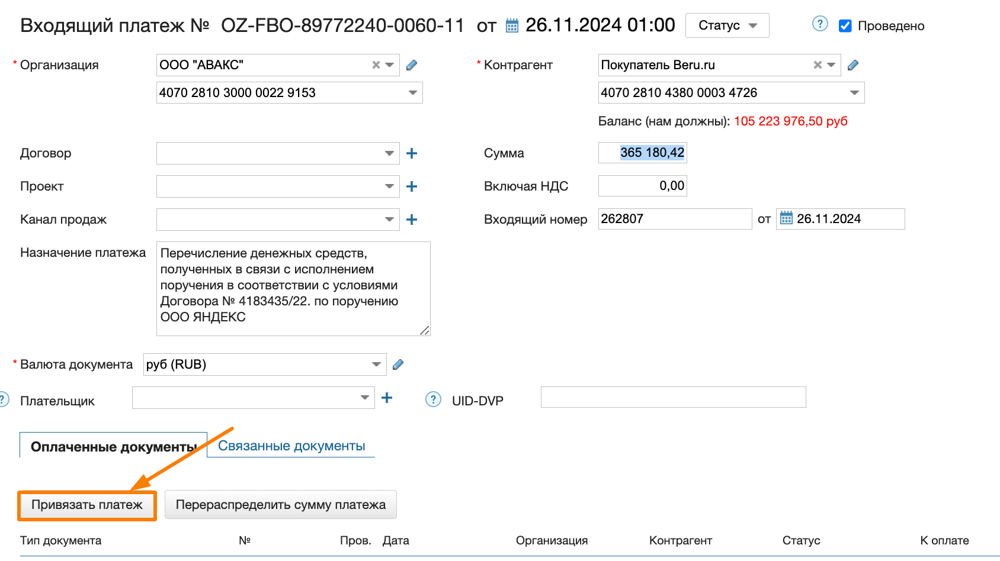 Входящий платеж № OZ-FBO-89772240-0060-11 от 26.11.2024 01:00 Статус ? Проведено
* Организация ООО "АВАКС" * Контрагент Покупатель Beru.ru
4070 2810 3000 0022 9153 4070 2810 4380 0003 4726
Баланс (нам должны): 105 223 976,50 руб
Договор Сумма 365 180,42
Проект Включая НДС 0,00
Канал продаж Входящий номер 262807 от 26.11.2024
Назначение платежа Перечисление денежных средств,
полученных в связи с исполнением
поручения в соответствии с условиями
Договора № 4183435/22. по поручению
ООО ЯНДЕКС
* Валюта документа руб (RUB)
? Плательщик ? UID-DVP
Оплаченные документы Связанные документы
Привязать платеж Перераспределить сумму платежа
Тип документа № Пров. Дата Организация Контрагент Статус К оплате